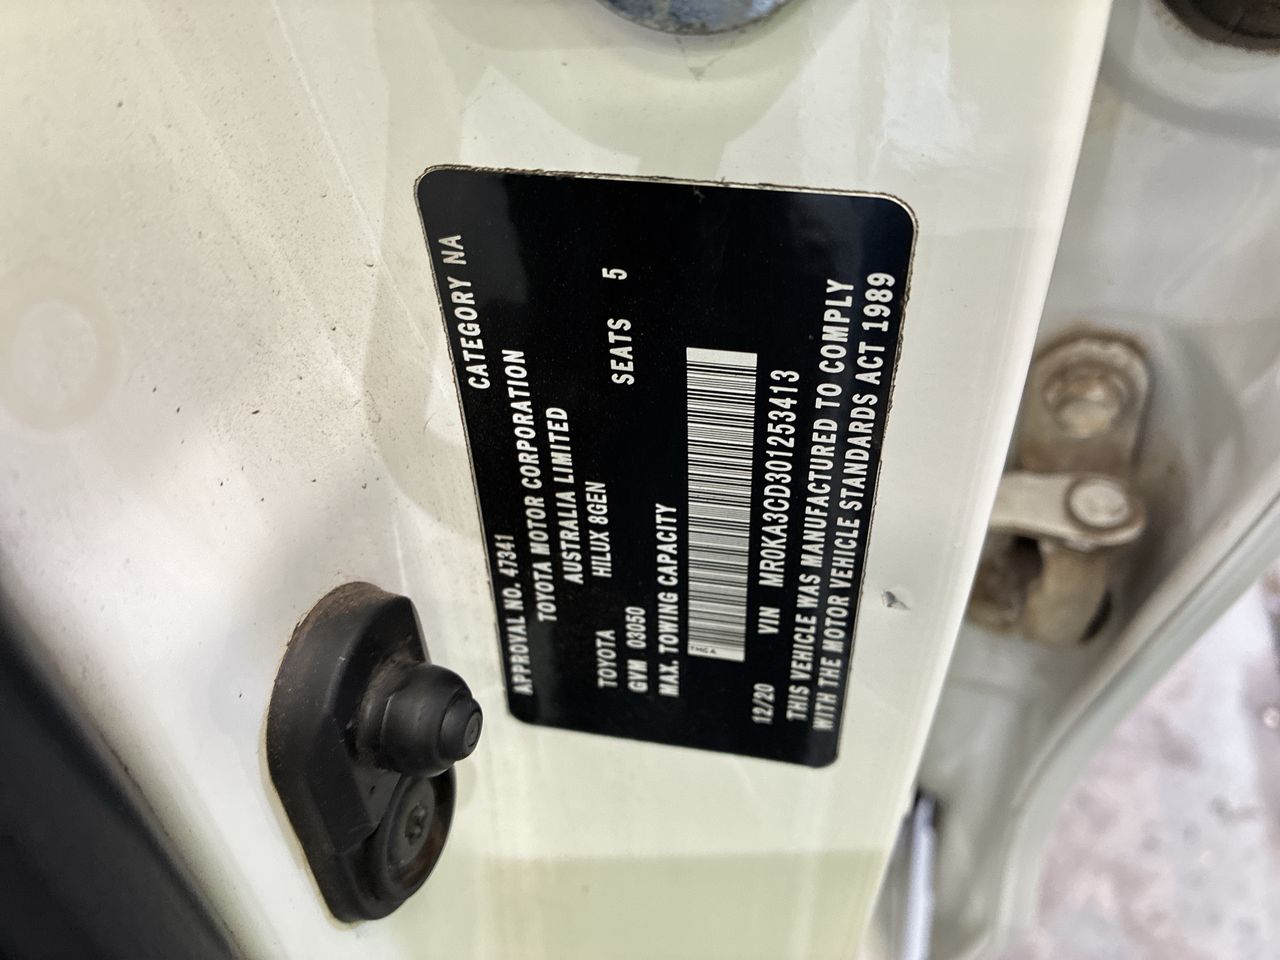 APPROVAL NO. 47341 CATEGORY NA
TOYOTA MOTOR CORPORATION
AUSTRALIA LIMITED
TOYOTA HILUX 8GEN
GVM 03050 SEATS 5
MAX. TOWING CAPACITY
TMCA
12/20 VIN MR0KA3CD301253413
THIS VEHICLE WAS MANUFACTURED TO COMPLY
WITH THE MOTOR VEHICLE STANDARDS ACT 1989